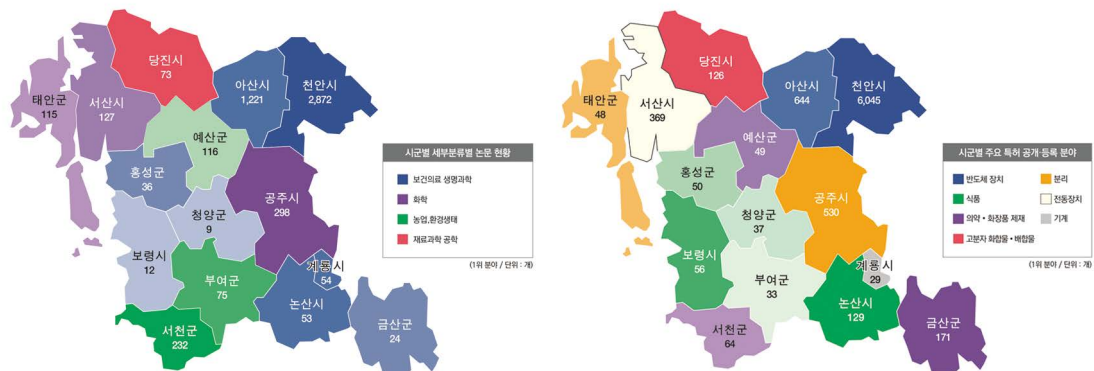 당진시
73
태안군
115
서산시
127
아산시
1,221
천안시
2,872
예산군
116
홍성군
36
공주시
298
청양군
9
보령시
12
부여군
75
계룡시
54
논산시
53
서천군
232
금산군
24
시군별 세부분류별 논문 현황
보건의료 생명과학
화학
농업,환경생태
재료과학 공학
(1위 분야 / 단위 : 개)
당진시
126
태안군
48
서산시
369
아산시
644
천안시
6,045
예산군
49
홍성군
50
공주시
530
청양군
37
보령시
56
부여군
33
계룡시
29
논산시
129
서천군
64
금산군
171
시군별 주요 특허 공개·등록 분야
반도체 장치
분리
식품
전동장치
의약·화장품 제재
기계
고분자 화합물·배합물
(1위 분야 / 단위 : 개)